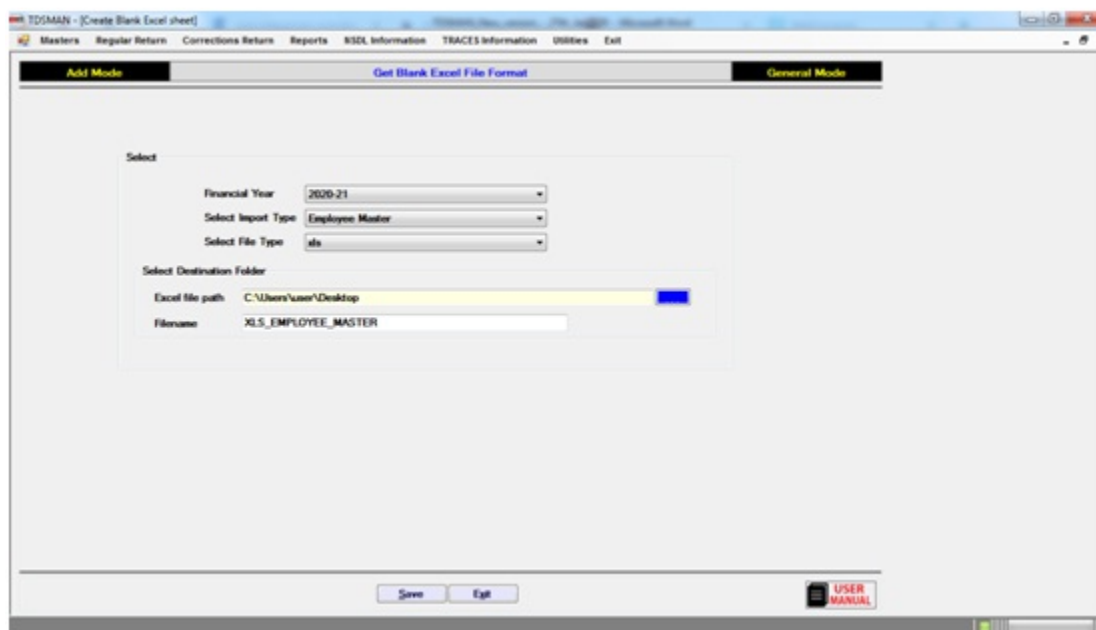 TDSMAN - [Create Blank Excel sheet]
Masters Regular Return Corrections Return Reports NSDL Information TRACES Information Utilities Exit
Add Mode Get Blank Excel File Format General Mode
Select
Financial Year 2020-21
Select Import Type Employee Master
Select File Type xls
Select Destination Folder
Excel file path C:\Users\user\Desktop
Filename XLS_EMPLOYEE_MASTER
Save Exit USER
MANUAL